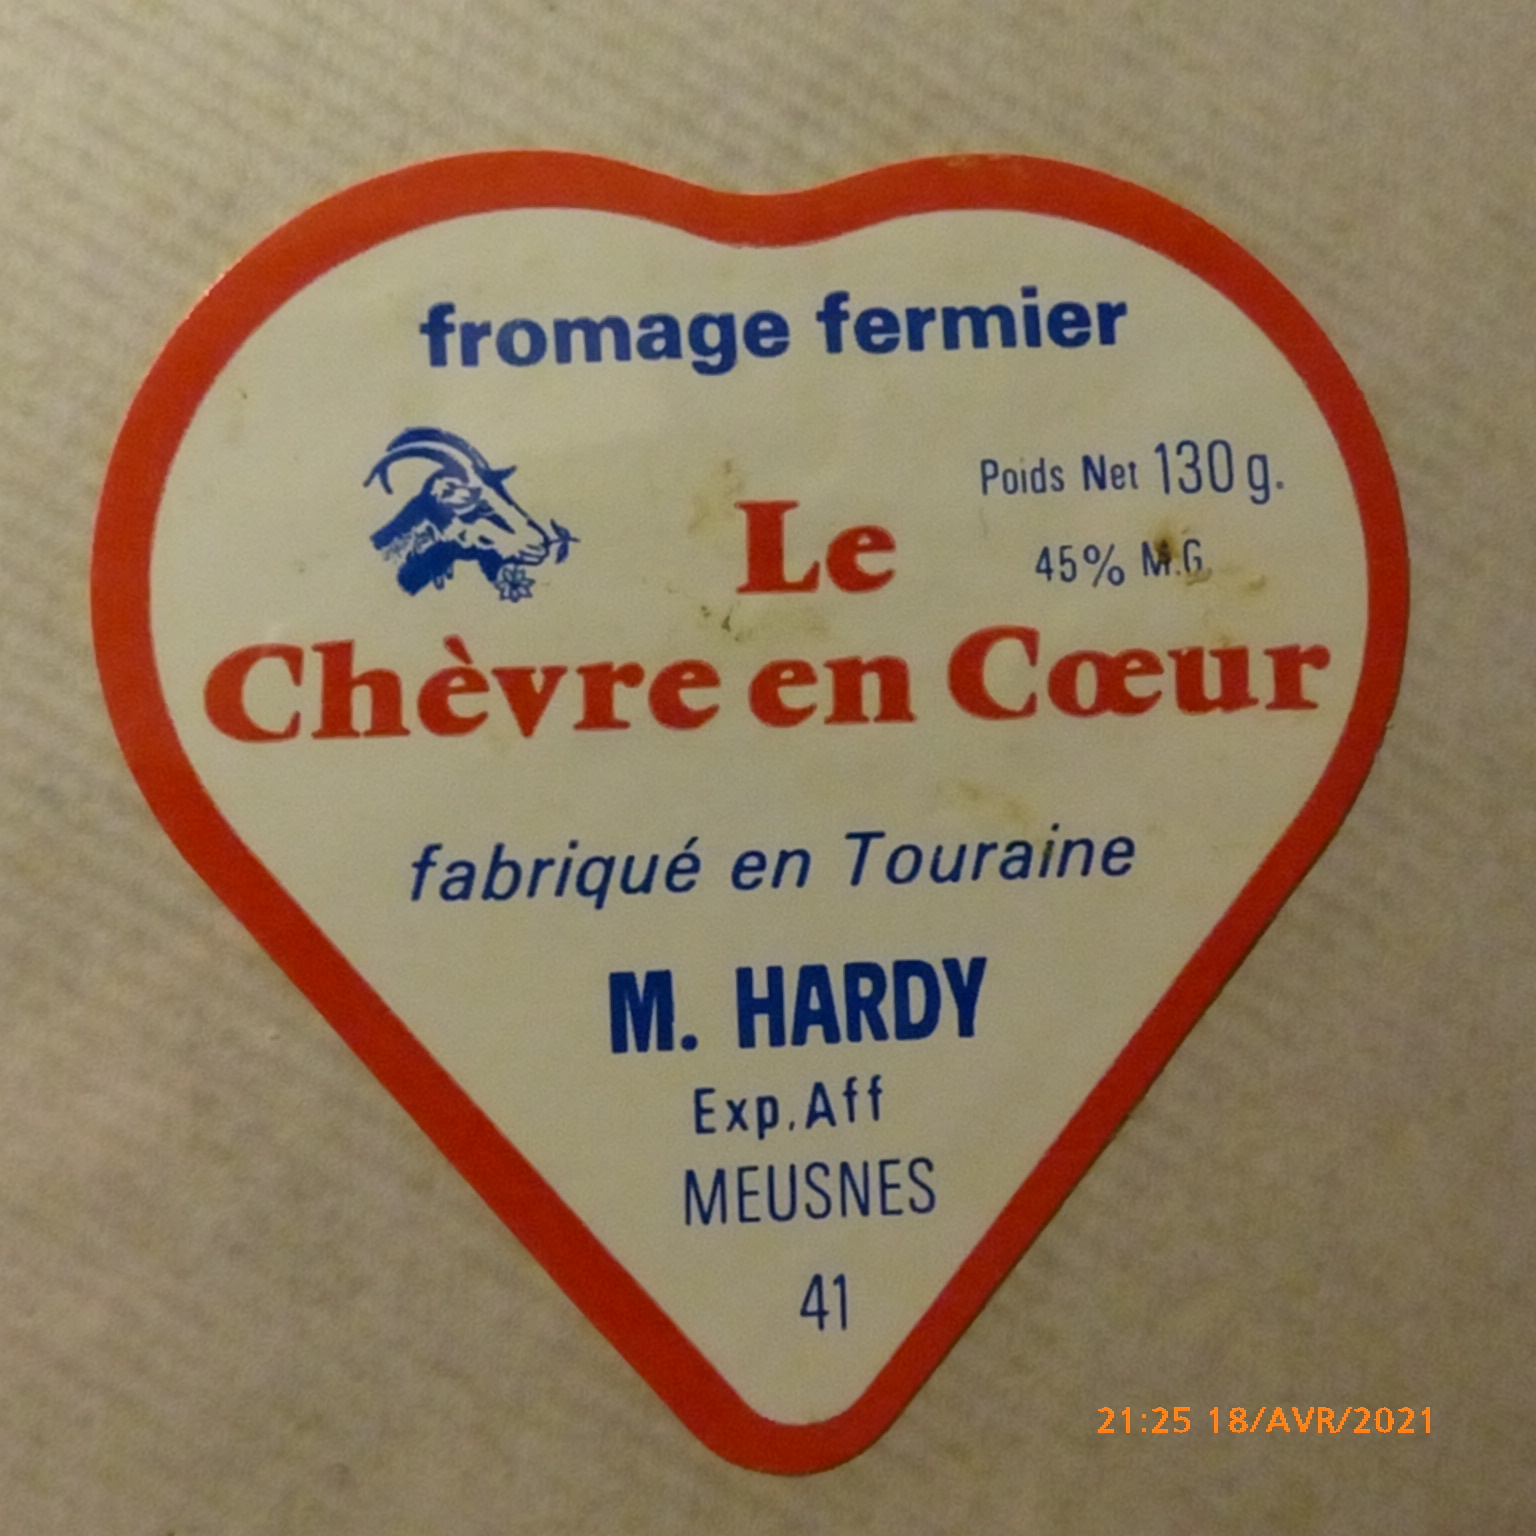 fromage fermier
Poids Net 130 g.
45% M.G.
Le
Chèvre en Cœur
fabriqué en Touraine
M. HARDY
Exp. Aff
MEUSNES
41
21:25 18/AVR/2021